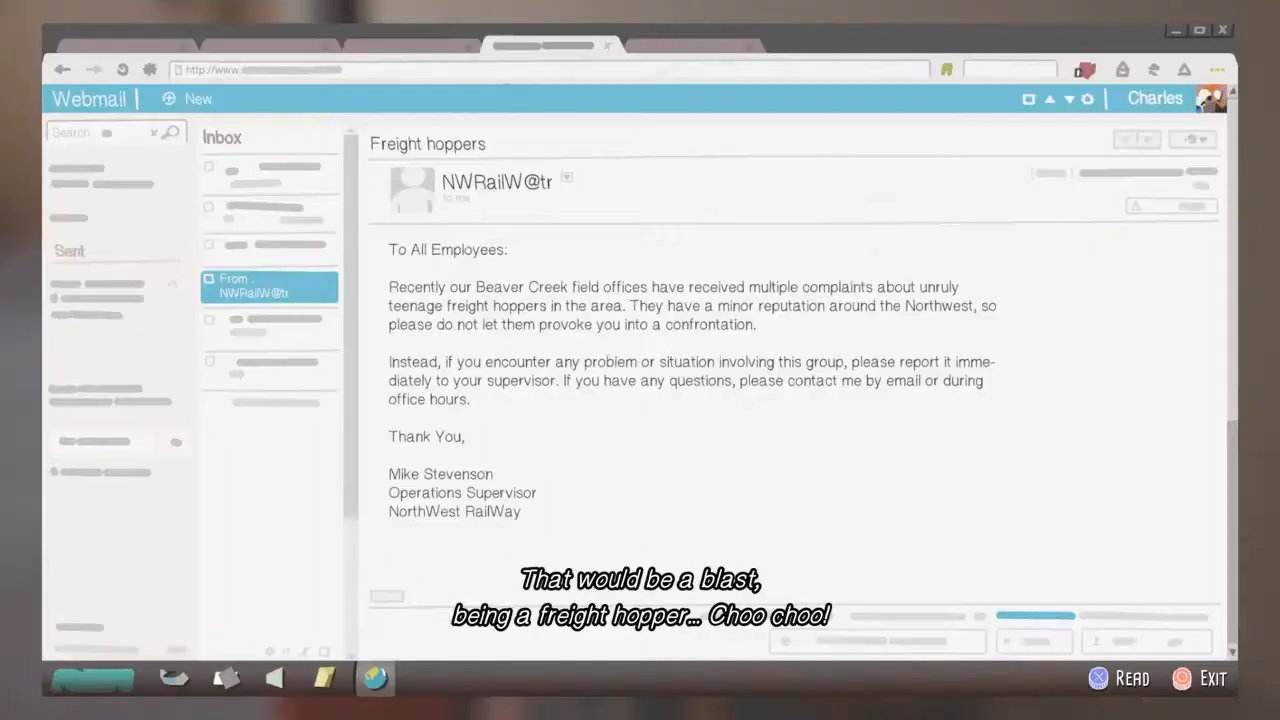 http://www.
Webmail
New
Charles
Search
Inbox
Freight hoppers
NWRailW@tr
to me
Sent
From :
NWRailW@tr
To All Employees:
Recently our Beaver Creek field offices have received multiple complaints about unruly
teenage freight hoppers in the area. They have a minor reputation around the Northwest, so
please do not let them provoke you into a confrontation.
Instead, if you encounter any problem or situation involving this group, please report it imme-
diately to your supervisor. If you have any questions, please contact me by email or during
office hours.
Thank You,
Mike Stevenson
Operations Supervisor
NorthWest RailWay
That would be a blast,
being a freight hopper... Choo choo!
READ
EXIT